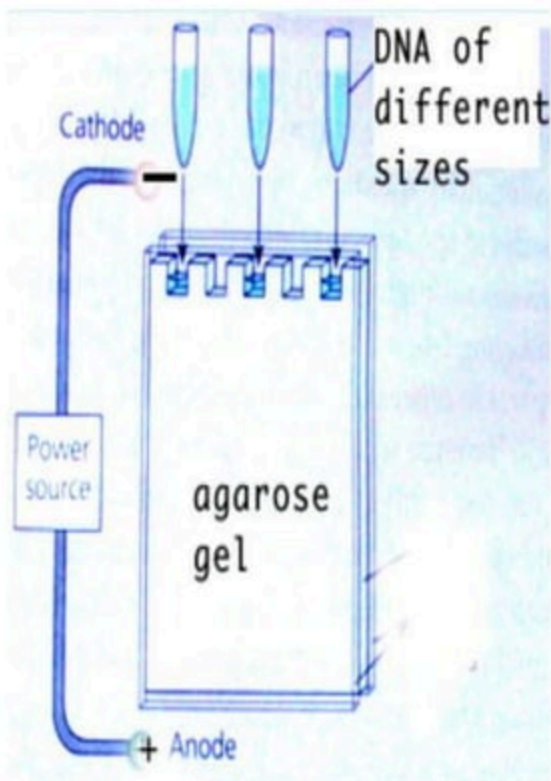 DNA of
different
sizes
Cathode
−
Power
source
agarose
gel
+ Anode